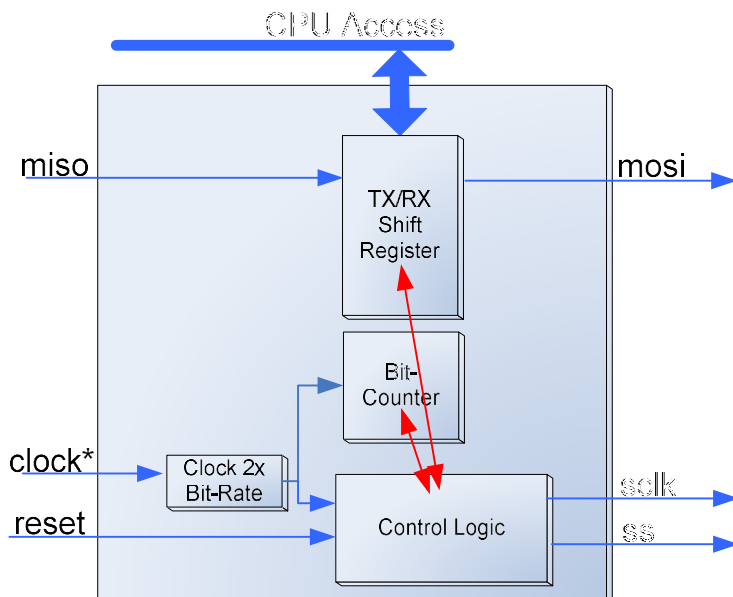 CPU Access
miso
mosi
TX/RX
Shift
Register
Bit-
Counter
clock*
Clock 2x
Bit-Rate
sclk
reset
Control Logic
ss